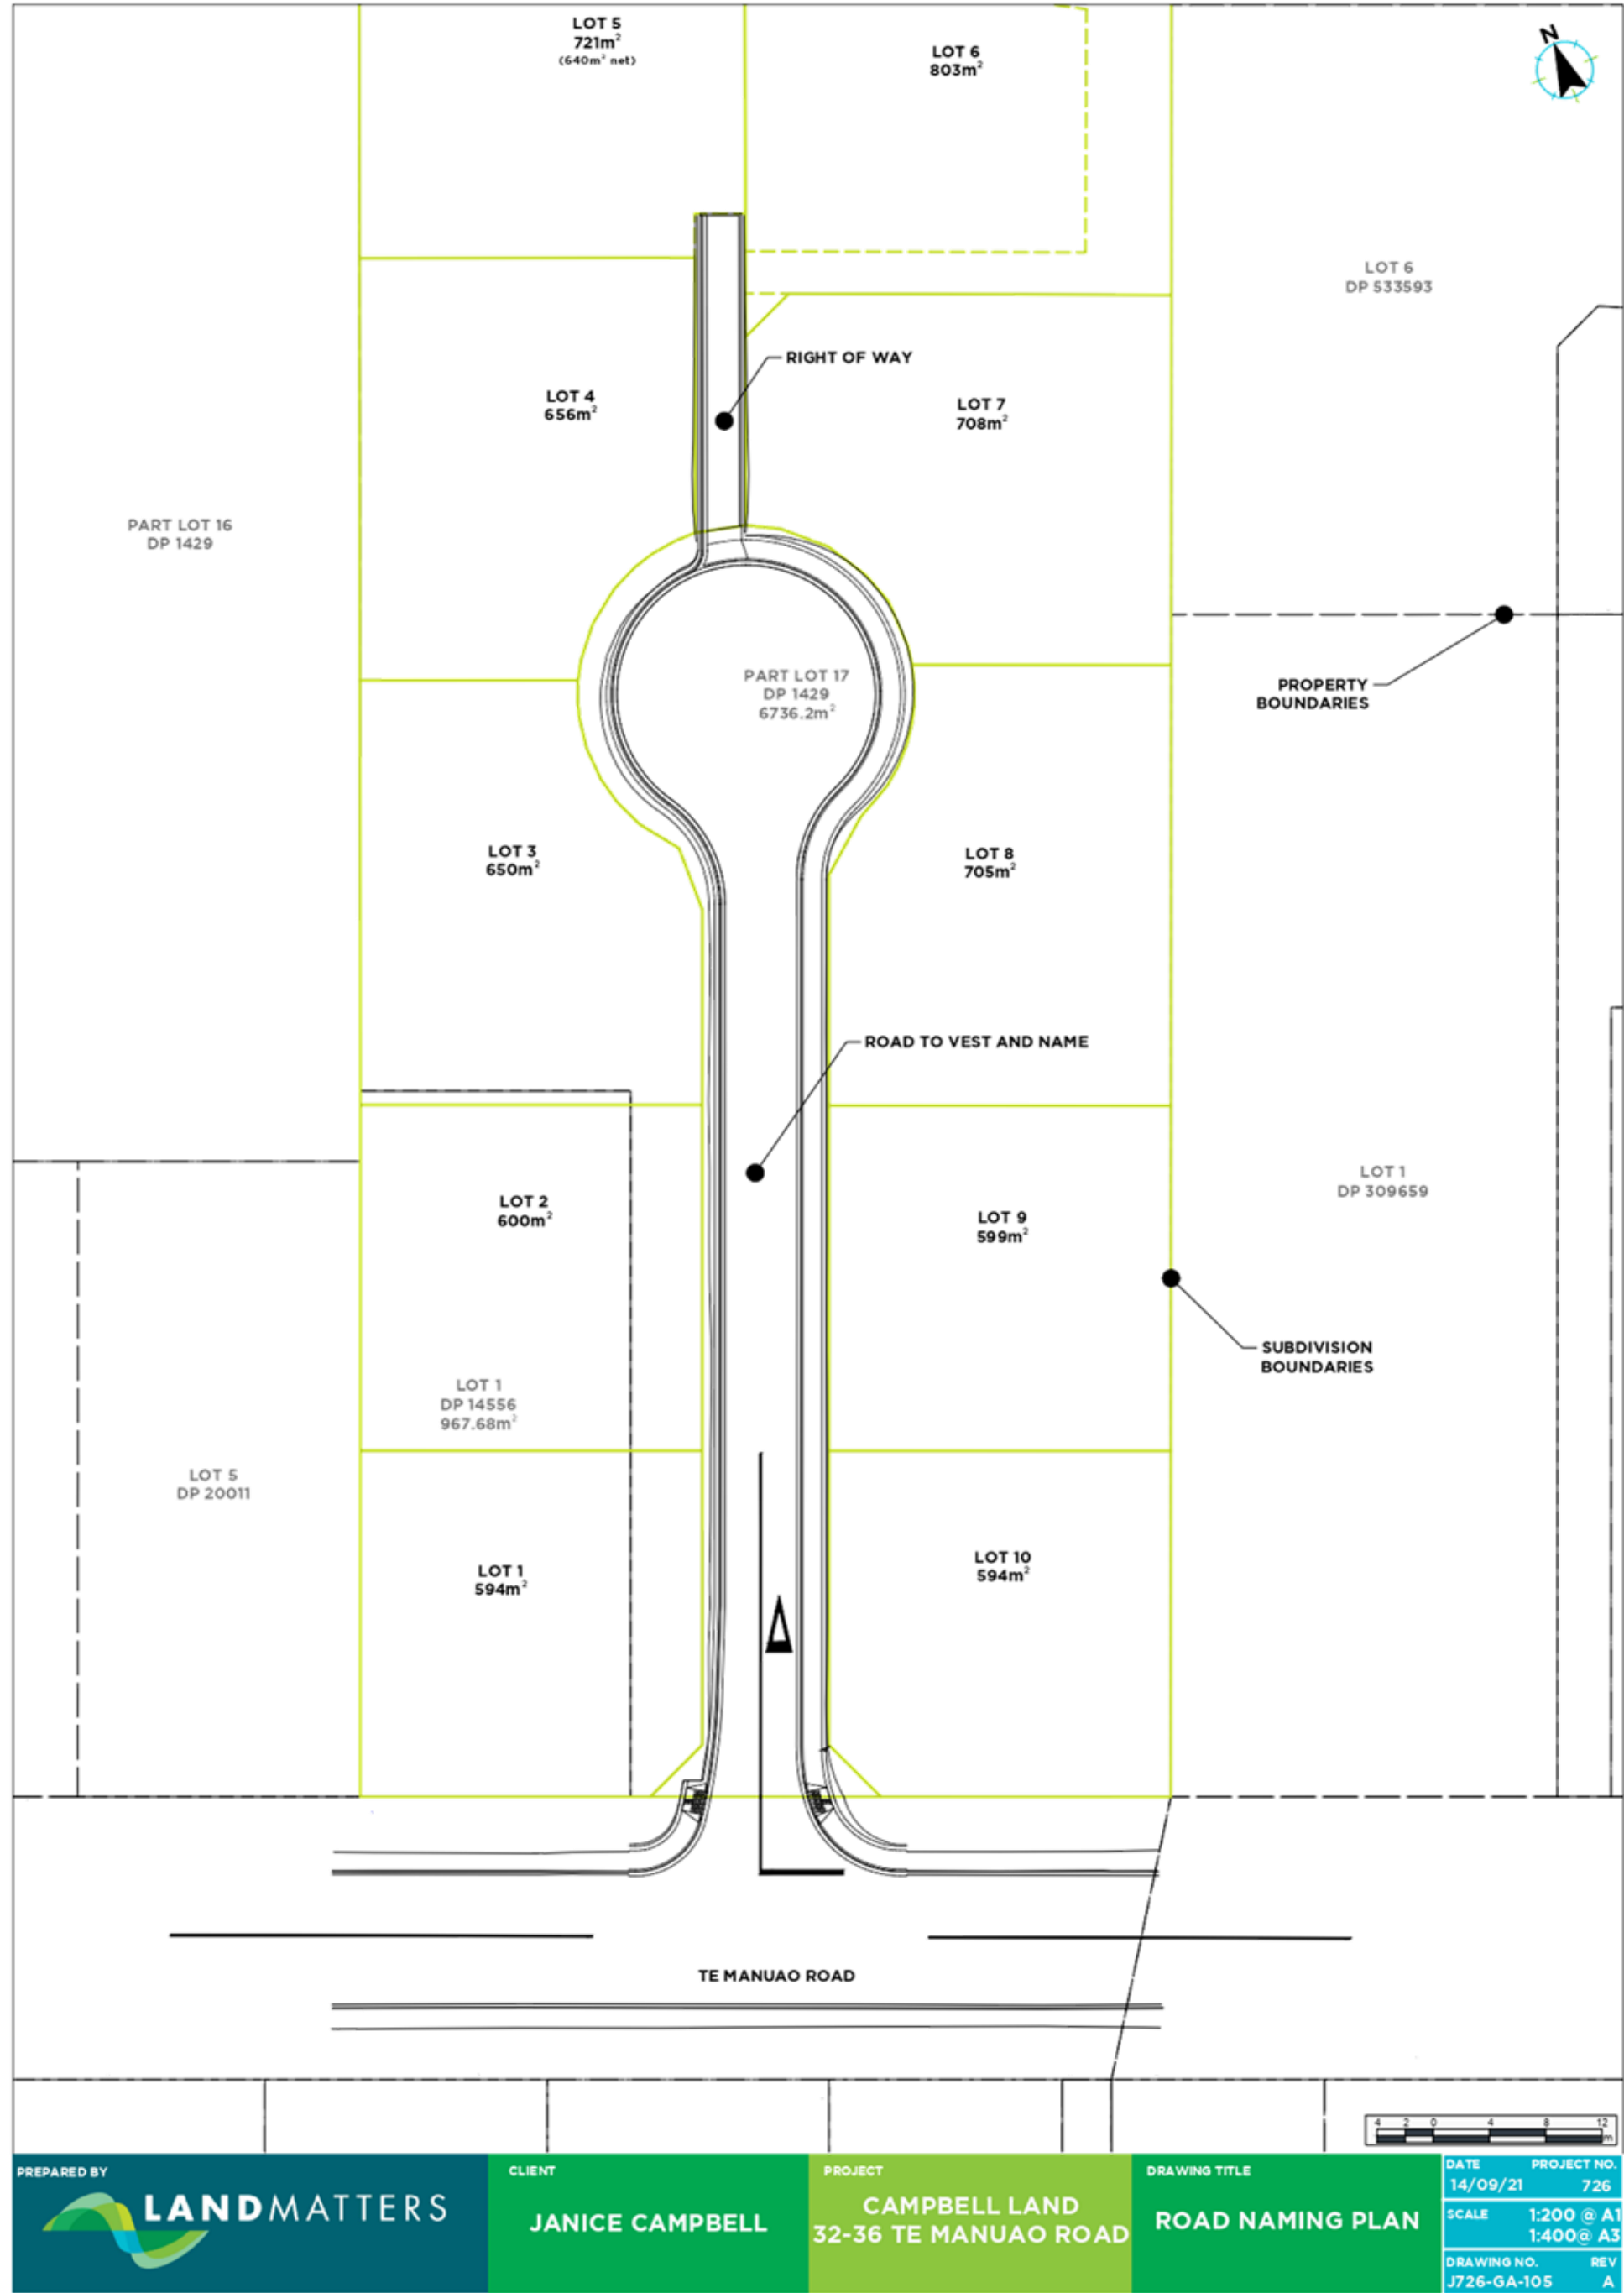 LOT 5
721m²
(640m² net)
LOT 6
803m²
N
LOT 6
DP 533593
RIGHT OF WAY
LOT 4
656m²
LOT 7
708m²
PART LOT 16
DP 1429
PART LOT 17
DP 1429
6736.2m²
PROPERTY
BOUNDARIES
LOT 3
650m²
LOT 8
705m²
ROAD TO VEST AND NAME
LOT 1
DP 309659
LOT 2
600m²
LOT 9
599m²
SUBDIVISION
BOUNDARIES
LOT 1
DP 14556
967.68m²
LOT 5
DP 20011
LOT 1
594m²
LOT 10
594m²
TE MANUAO ROAD
4 2 0 4 8 12
m
PREPARED BY
LANDMATTERS
CLIENT
JANICE CAMPBELL
PROJECT
CAMPBELL LAND
32-36 TE MANUAO ROAD
DRAWING TITLE
ROAD NAMING PLAN
DATE PROJECT NO.
14/09/21 726
SCALE 1:200 @ A1
1:400@ A3
DRAWING NO. REV
J726-GA-105 A